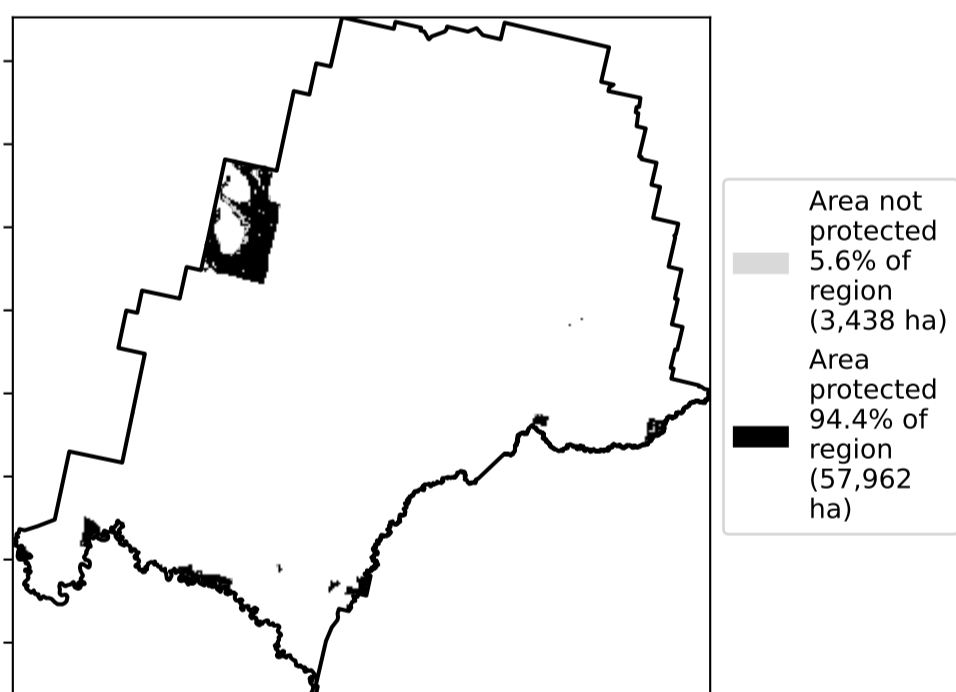 Area not
protected
5.6% of
region
(3,438 ha)
Area
protected
94.4% of
region
(57,962
ha)